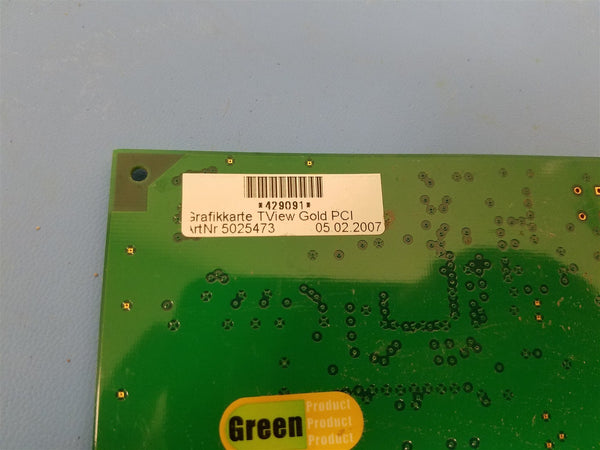 *429091*
Grafikkarte TView Gold PCI
ArtNr 5025473 05.02.2007
Green Product
Product
Product